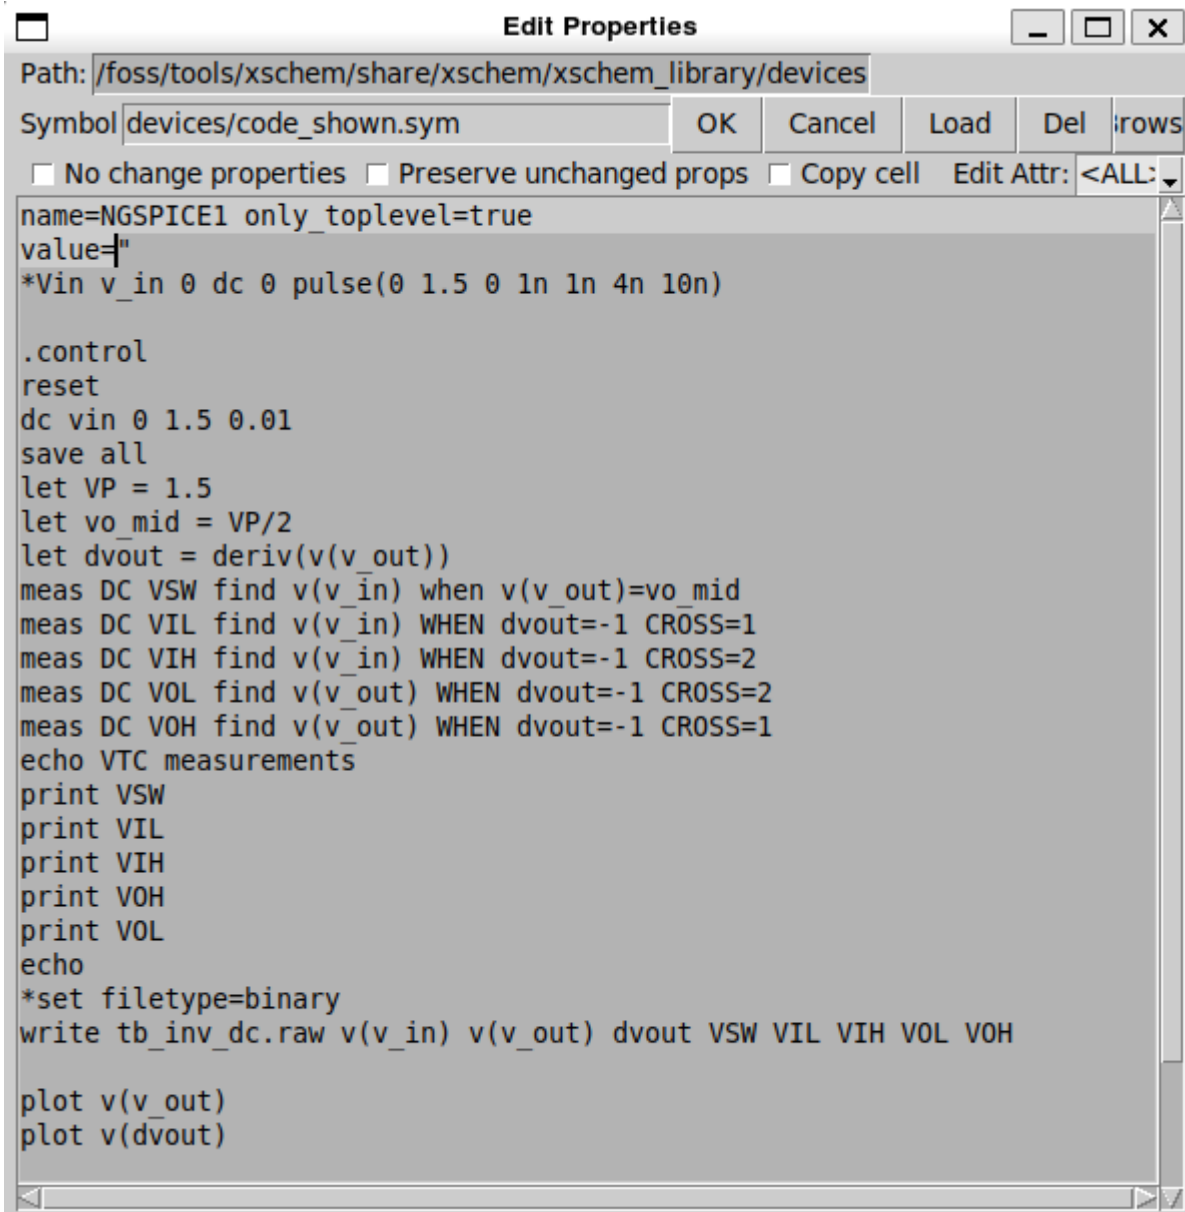 Edit Properties
Path: /foss/tools/xschem/share/xschem/xschem_library/devices
Symbol devices/code_shown.sym OK Cancel Load Del
No change properties Preserve unchanged props Copy cell Edit Attr: <ALL>
name=NGSPICE1 only_toplevel=true
value="
*Vin v_in 0 dc 0 pulse(0 1.5 0 1n 1n 4n 10n)
.control
reset
dc vin 0 1.5 0.01
save all
let VP = 1.5
let vo_mid = VP/2
let dvout = deriv(v(v_out))
meas DC VSW find v(v_in) when v(v_out)=vo_mid
meas DC VIL find v(v_in) WHEN dvout=-1 CROSS=1
meas DC VIH find v(v_in) WHEN dvout=-1 CROSS=2
meas DC VOL find v(v_out) WHEN dvout=-1 CROSS=2
meas DC VOH find v(v_out) WHEN dvout=-1 CROSS=1
echo VTC measurements
print VSW
print VIL
print VIH
print VOH
print VOL
echo
*set filetype=binary
write tb_inv_dc.raw v(v_in) v(v_out) dvout VSW VIL VIH VOL VOH
plot v(v_out)
plot v(dvout)